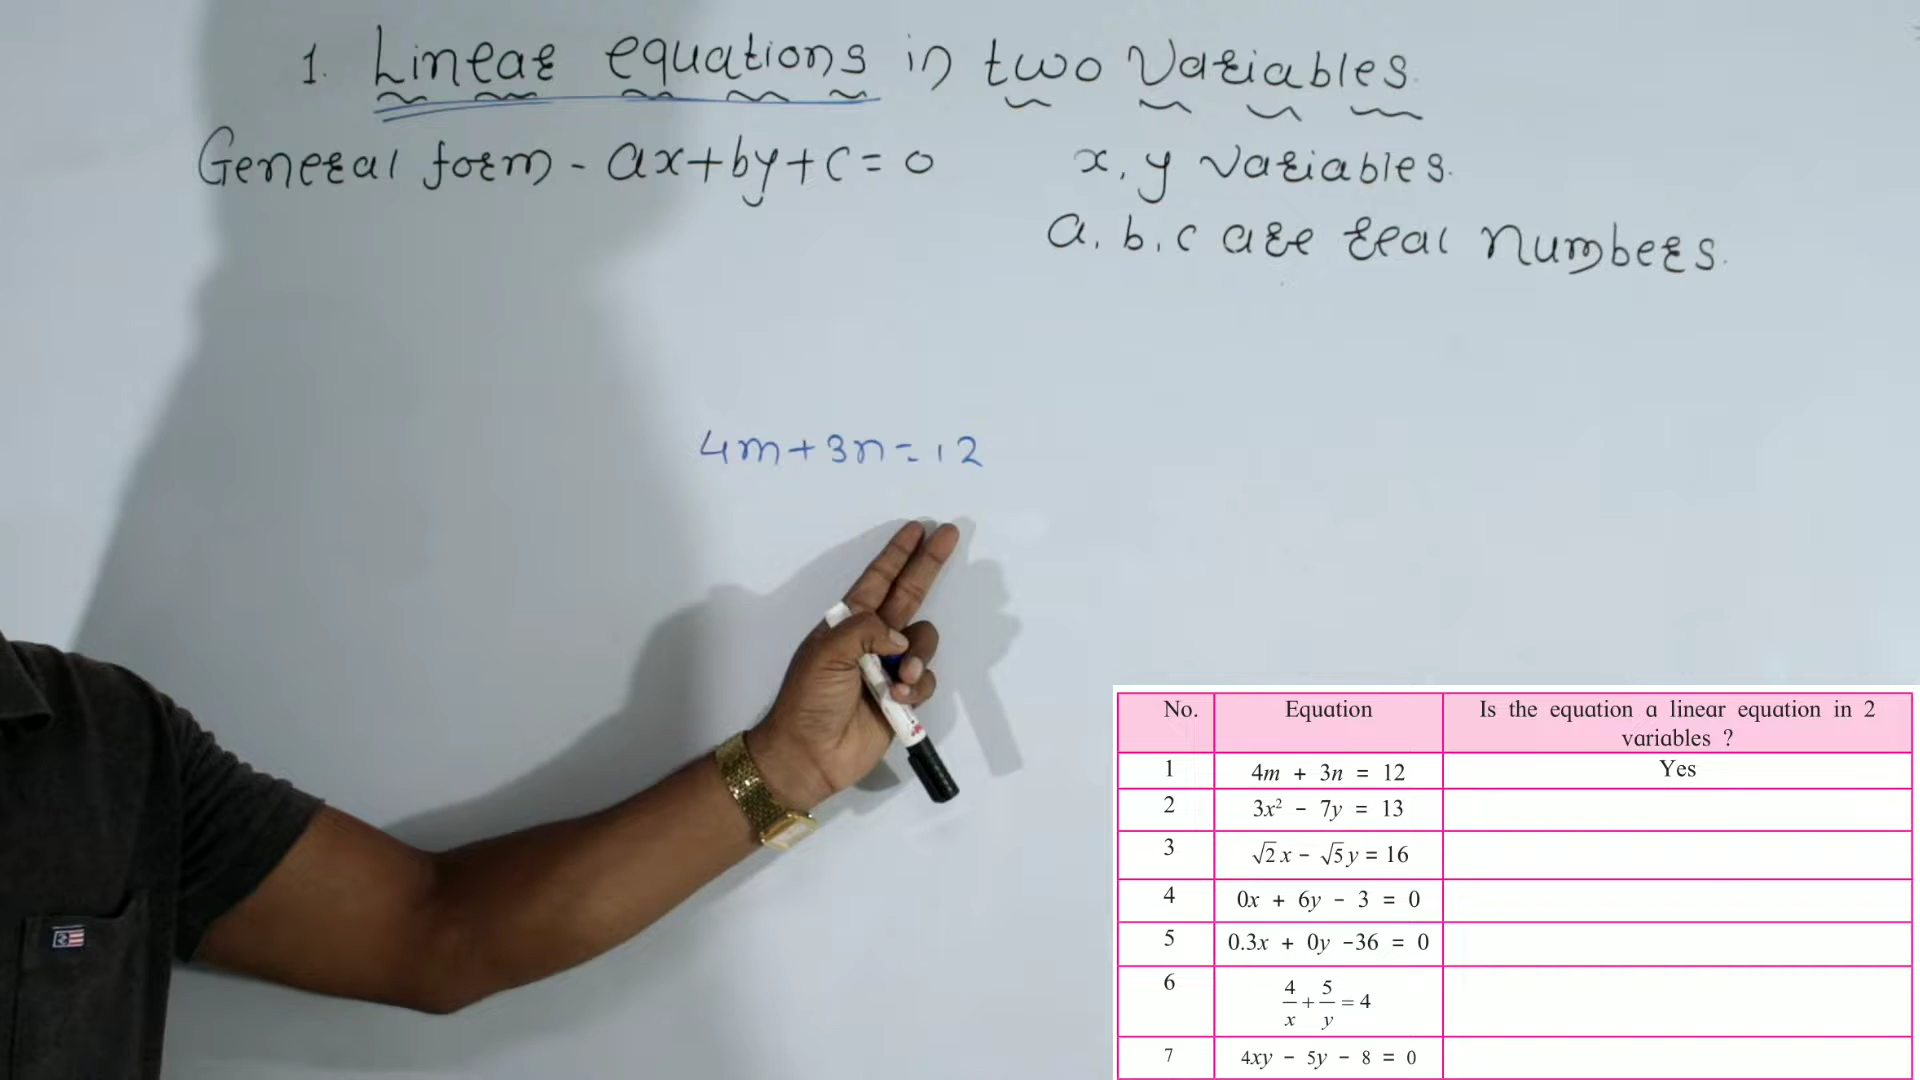 1. Linear equations in two Variables.
General form - ax+by+c=0
x, y variables.
a, b, c are real numbers.
4m+3n=12
No. Equation Is the equation a linear equation in 2 variables ?
1 4m + 3n = 12 Yes
2 3x² - 7y = 13
3 √2x - √5y = 16
4 0x + 6y - 3 = 0
5 0.3x + 0y -36 = 0
6 4/x + 5/y = 4
7 4xy - 5y - 8 = 0